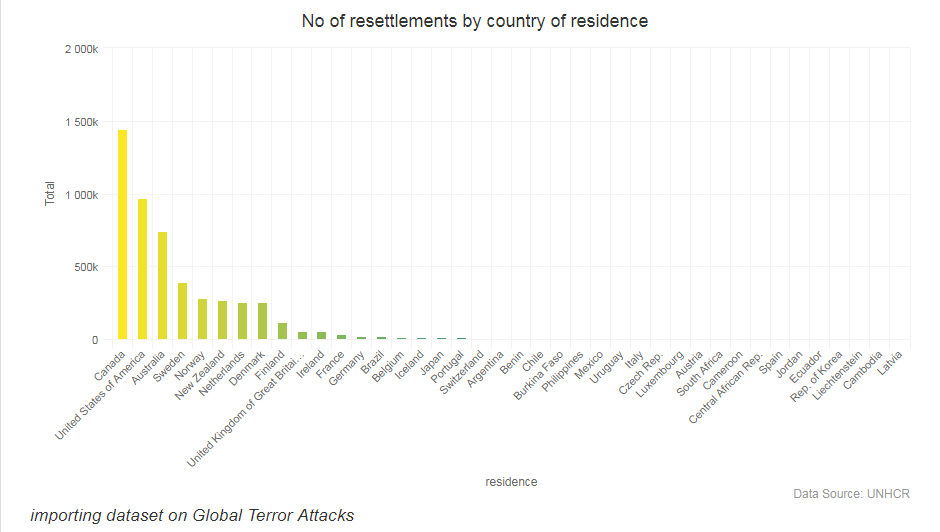 No of resettlements by country of residence
2 000k
1 500k
1 000k
500k
0
Total
Canada
United States of America
Australia
Sweden
Norway
New Zealand
Netherlands
Denmark
Finland
United Kingdom of Great Britai...
Ireland
France
Germany
Brazil
Belgium
Iceland
Japan
Portugal
Switzerland
Argentina
Benin
Chile
Burkina Faso
Philippines
Mexico
Uruguay
Italy
Czech Rep.
Luxembourg
Austria
South Africa
Cameroon
Central African Rep.
Spain
Jordan
Ecuador
Rep. of Korea
Liechtenstein
Cambodia
Latvia
residence
Data Source: UNHCR
importing dataset on Global Terror Attacks